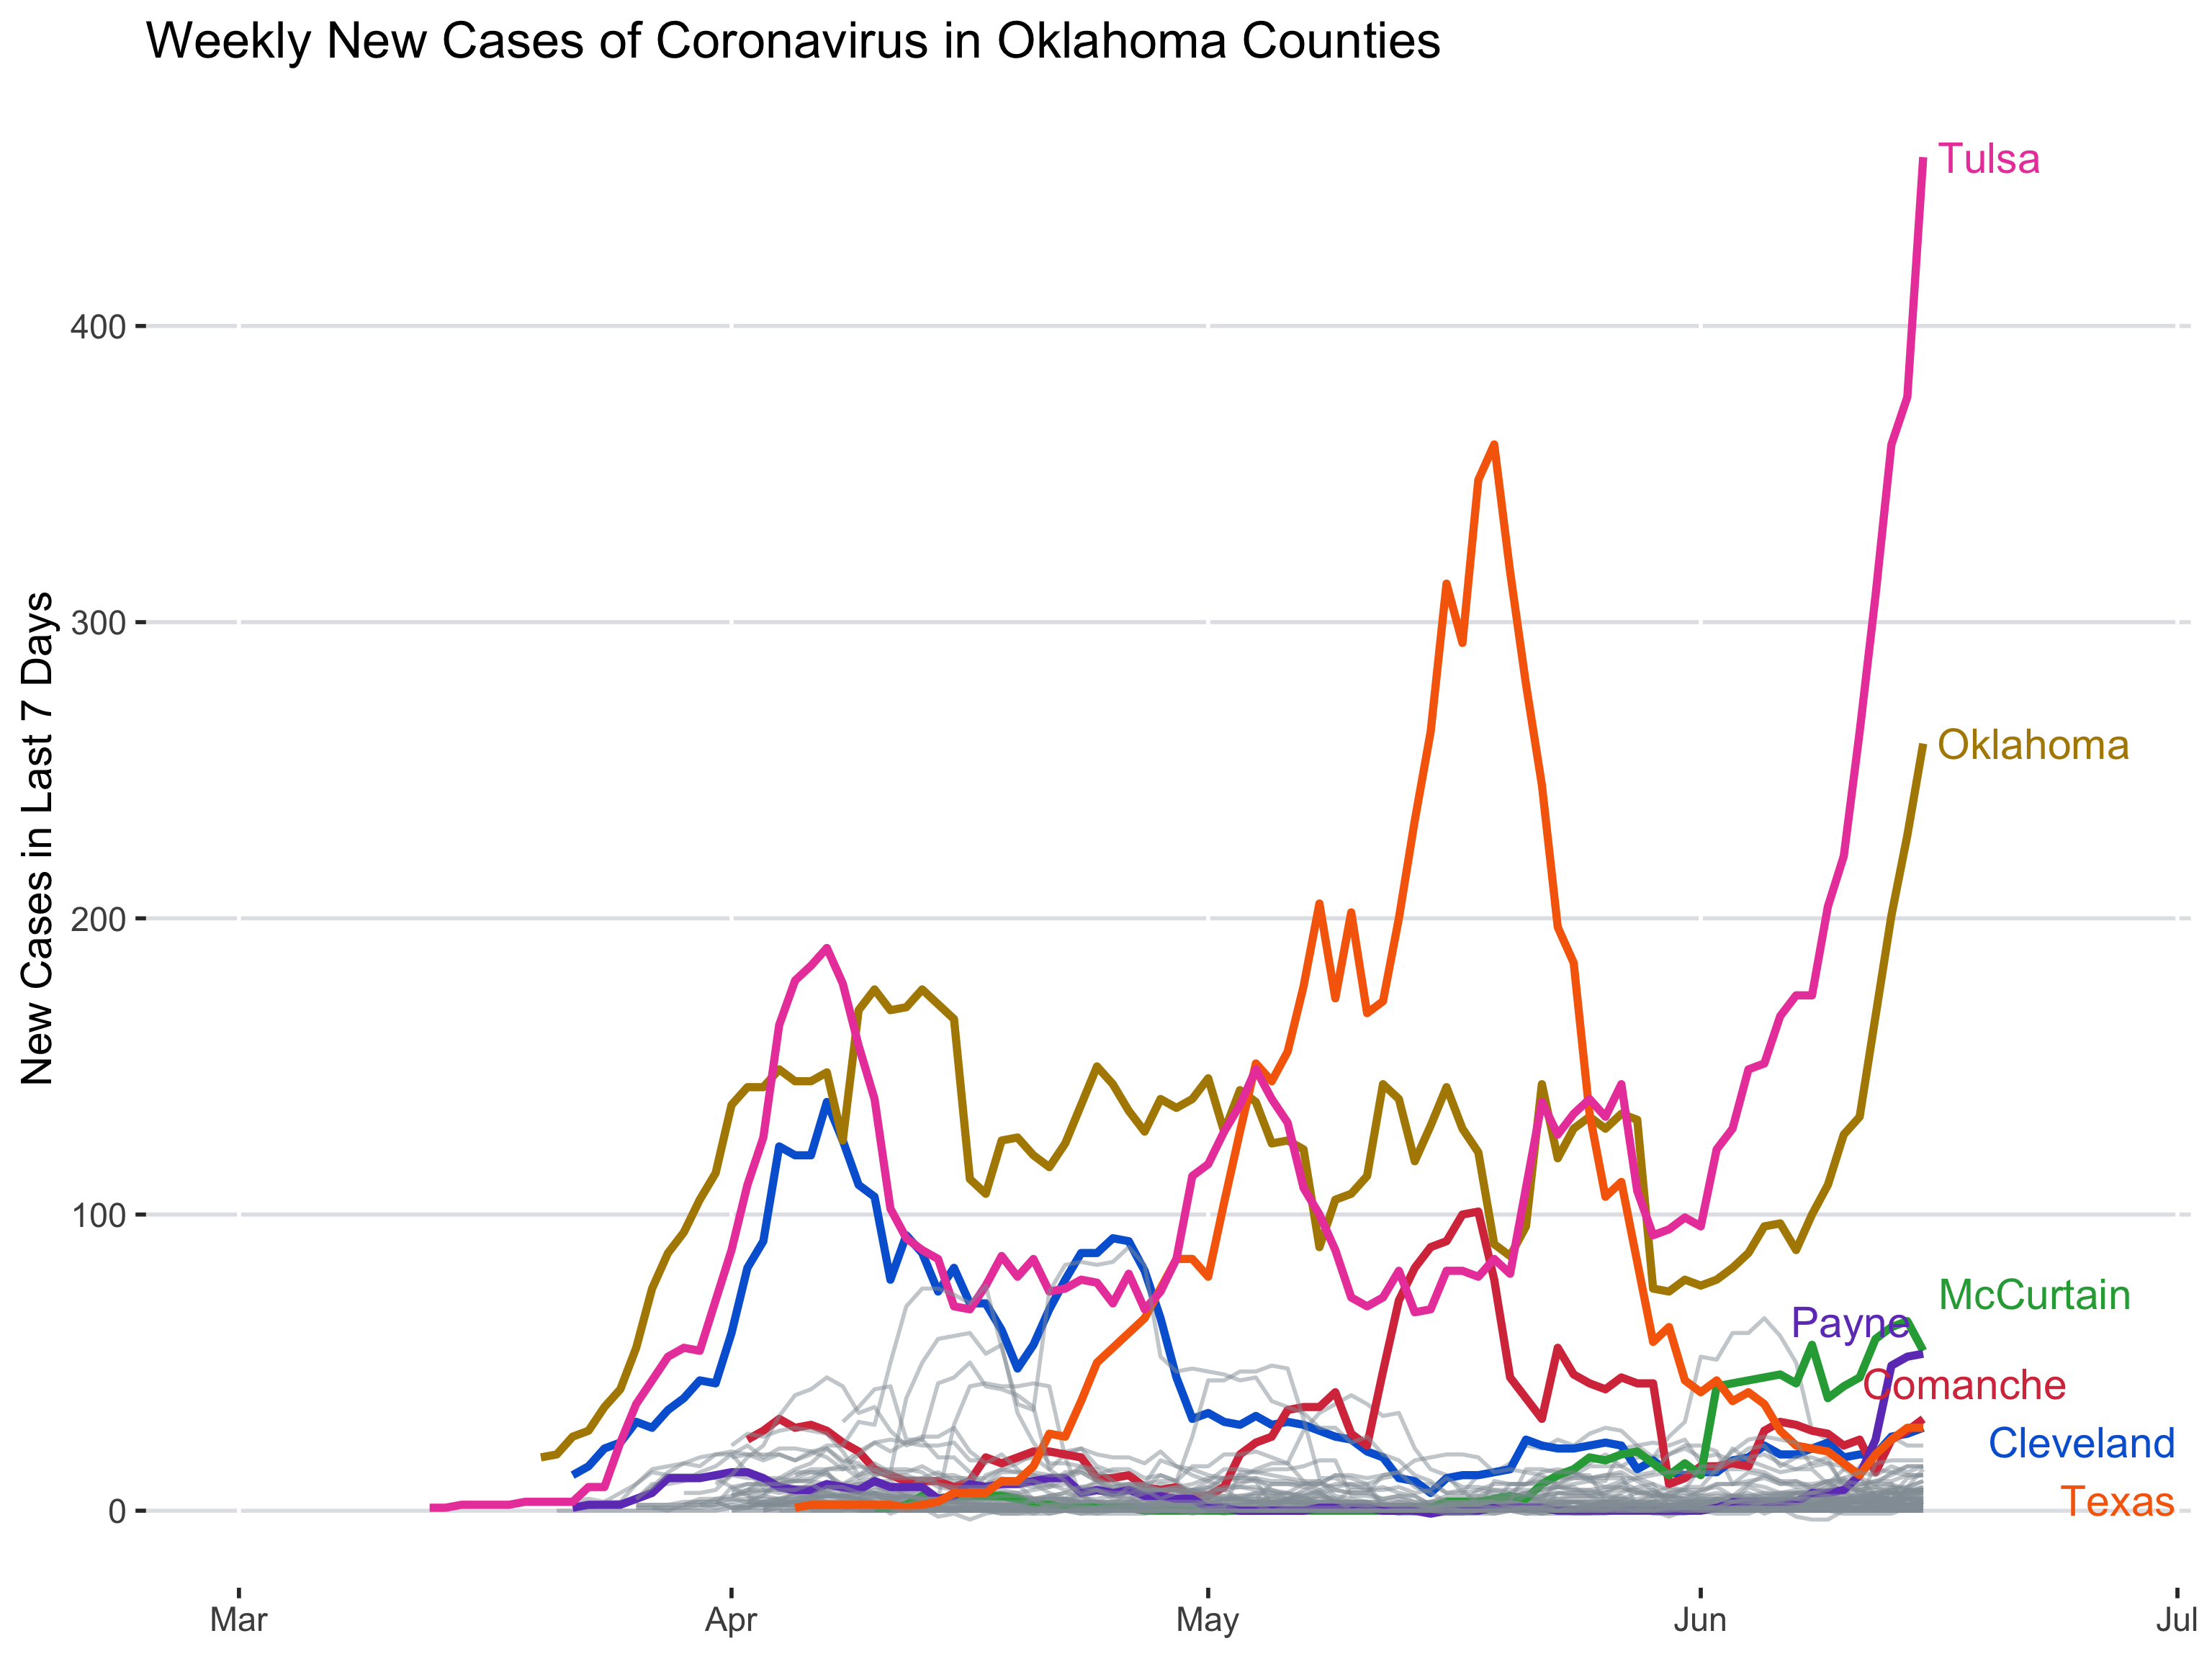 Weekly New Cases of Coronavirus in Oklahoma Counties
New Cases in Last 7 Days
400
300
200
100
0
Tulsa
Oklahoma
McCurtain
Payne
Comanche
Cleveland
Texas
Mar
Apr
May
Jun
Jul